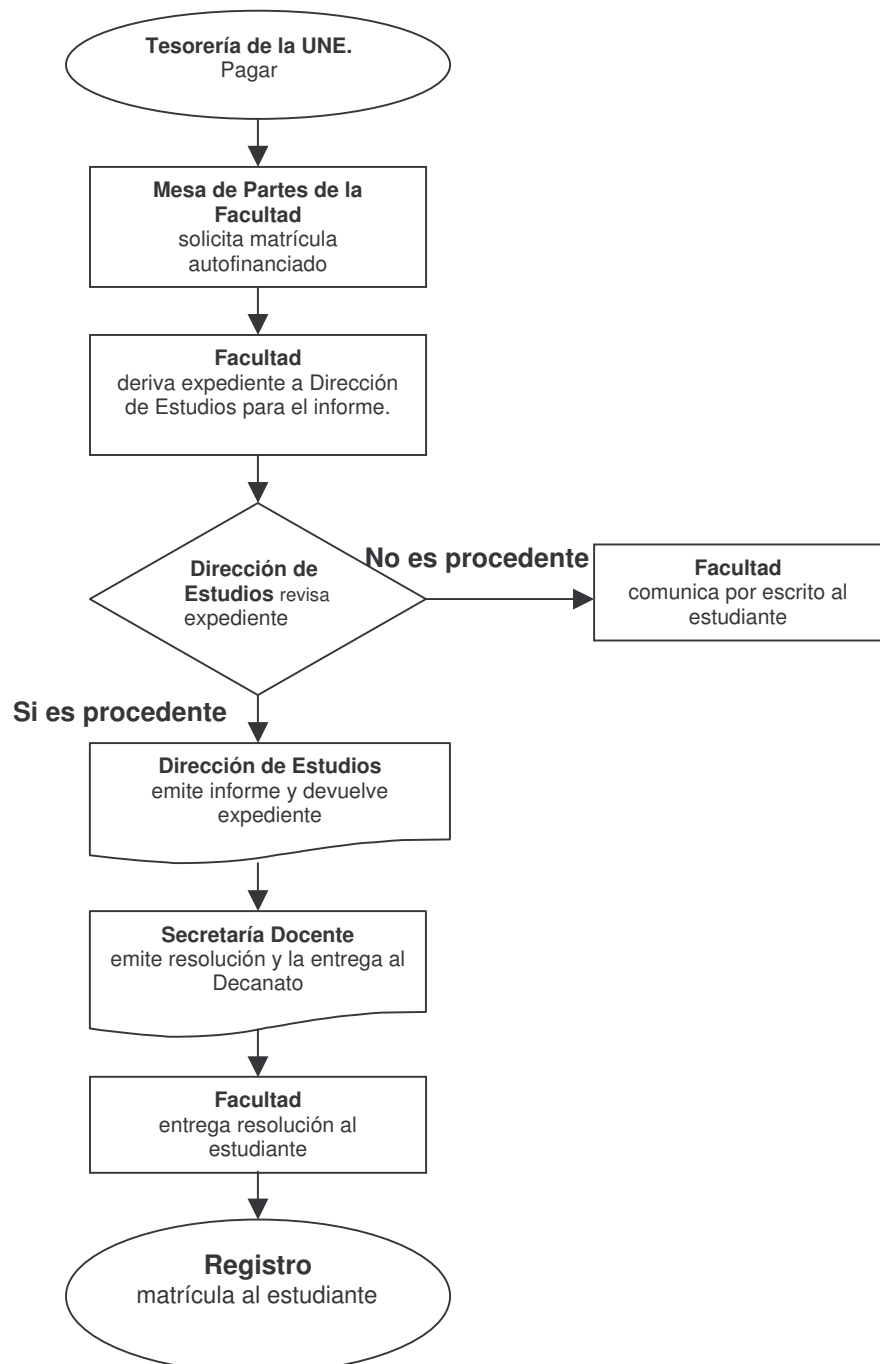 Tesorería de la UNE.
Pagar
Mesa de Partes de la
Facultad
solicita matrícula
autofinanciado
Facultad
deriva expediente a Dirección
de Estudios para el informe.
Dirección de
Estudios revisa
expediente
No es procedente
Facultad
comunica por escrito al
estudiante
Si es procedente
Dirección de Estudios
emite informe y devuelve
expediente
Secretaría Docente
emite resolución y la entrega al
Decanato
Facultad
entrega resolución al
estudiante
Registro
matrícula al estudiante